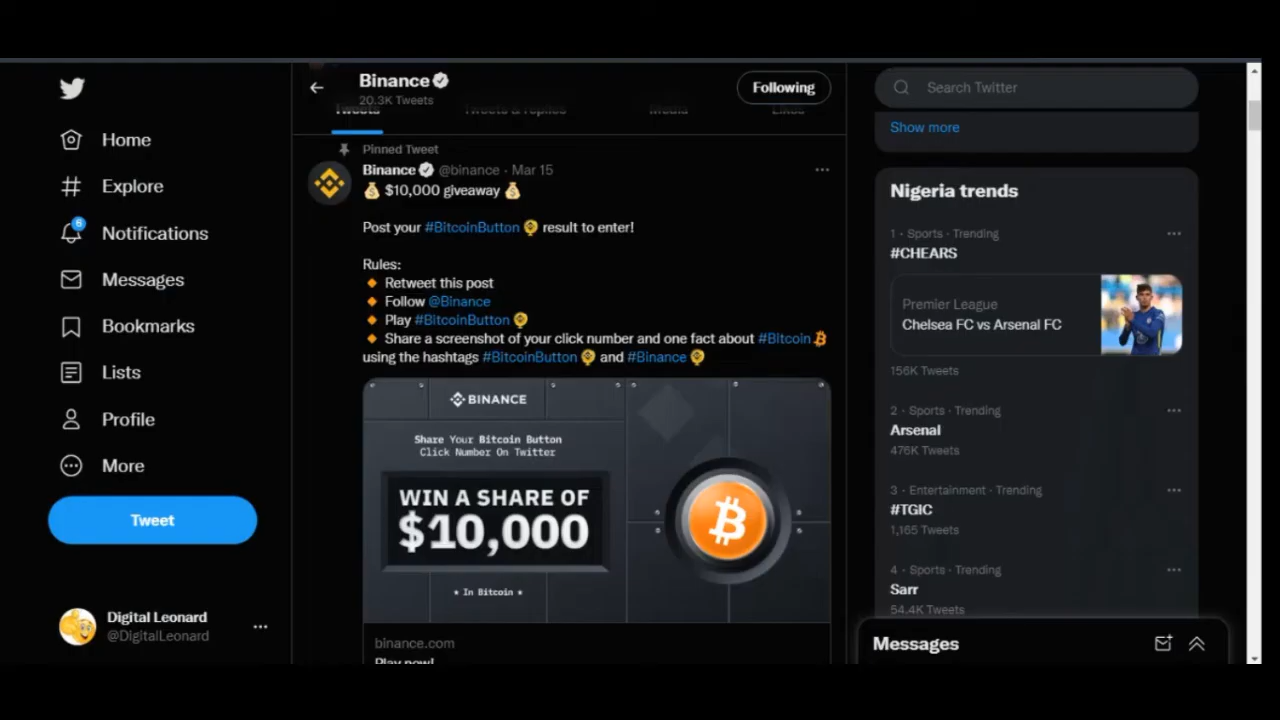 Home
Explore
6
Notifications
Messages
Bookmarks
Lists
Profile
More
Tweet
Digital Leonard
@DigitalLeonard
Binance
20.3K Tweets
Following
Tweets Tweets & replies Media Likes
Pinned Tweet
Binance @binance · Mar 15
💰 $10,000 giveaway 💰
Post your #BitcoinButton result to enter!
Rules:
🔸 Retweet this post
🔸 Follow @Binance
🔸 Play #BitcoinButton
🔸 Share a screenshot of your click number and one fact about #Bitcoin
using the hashtags #BitcoinButton and #Binance
BINANCE
Share Your Bitcoin Button
Click Number On Twitter
WIN A SHARE OF
$10,000
* In Bitcoin *
binance.com
Play now!
Search Twitter
Show more
Nigeria trends
1 · Sports · Trending
#CHEARS
Premier League
Chelsea FC vs Arsenal FC
156K Tweets
2 · Sports · Trending
Arsenal
476K Tweets
3 · Entertainment · Trending
#TGIC
1,165 Tweets
4 · Sports · Trending
Sarr
54.4K Tweets
Messages